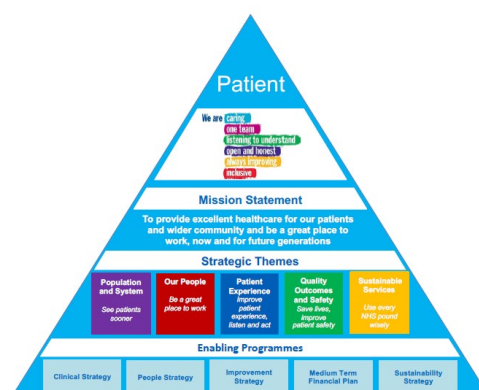 Patient
We are caring
one team
listening to understand
open and honest
always improving
inclusive
Mission Statement
To provide excellent healthcare for our patients
and wider community and be a great place to
work, now and for future generations
Strategic Themes
Population
and System
See patients
sooner
Our People
Be a great
place to work
Patient
Experience
Improve
patient
experience,
listen and act
Quality
Outcomes
and Safety
Save lives,
improve
patient safety
Sustainable
Services
Use every
NHS pound
wisely
Enabling Programmes
Clinical Strategy
People Strategy
Improvement
Strategy
Medium Term
Financial Plan
Sustainability
Strategy